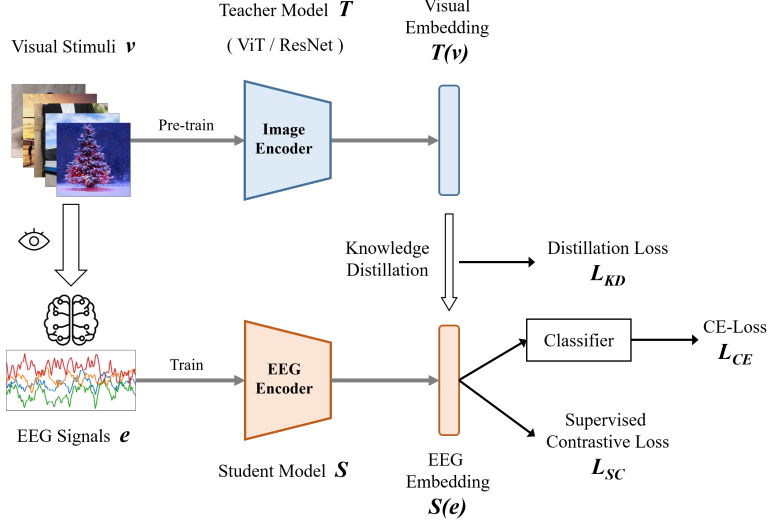 Teacher Model T
( ViT / ResNet )
Visual
Embedding
T(v)
Visual Stimuli v
Pre-train
Image
Encoder
Knowledge
Distillation
Distillation Loss
L_KD
Train
EEG
Encoder
Classifier
CE-Loss
L_CE
EEG Signals e
Student Model S
EEG
Embedding
S(e)
Supervised
Contrastive Loss
L_SC